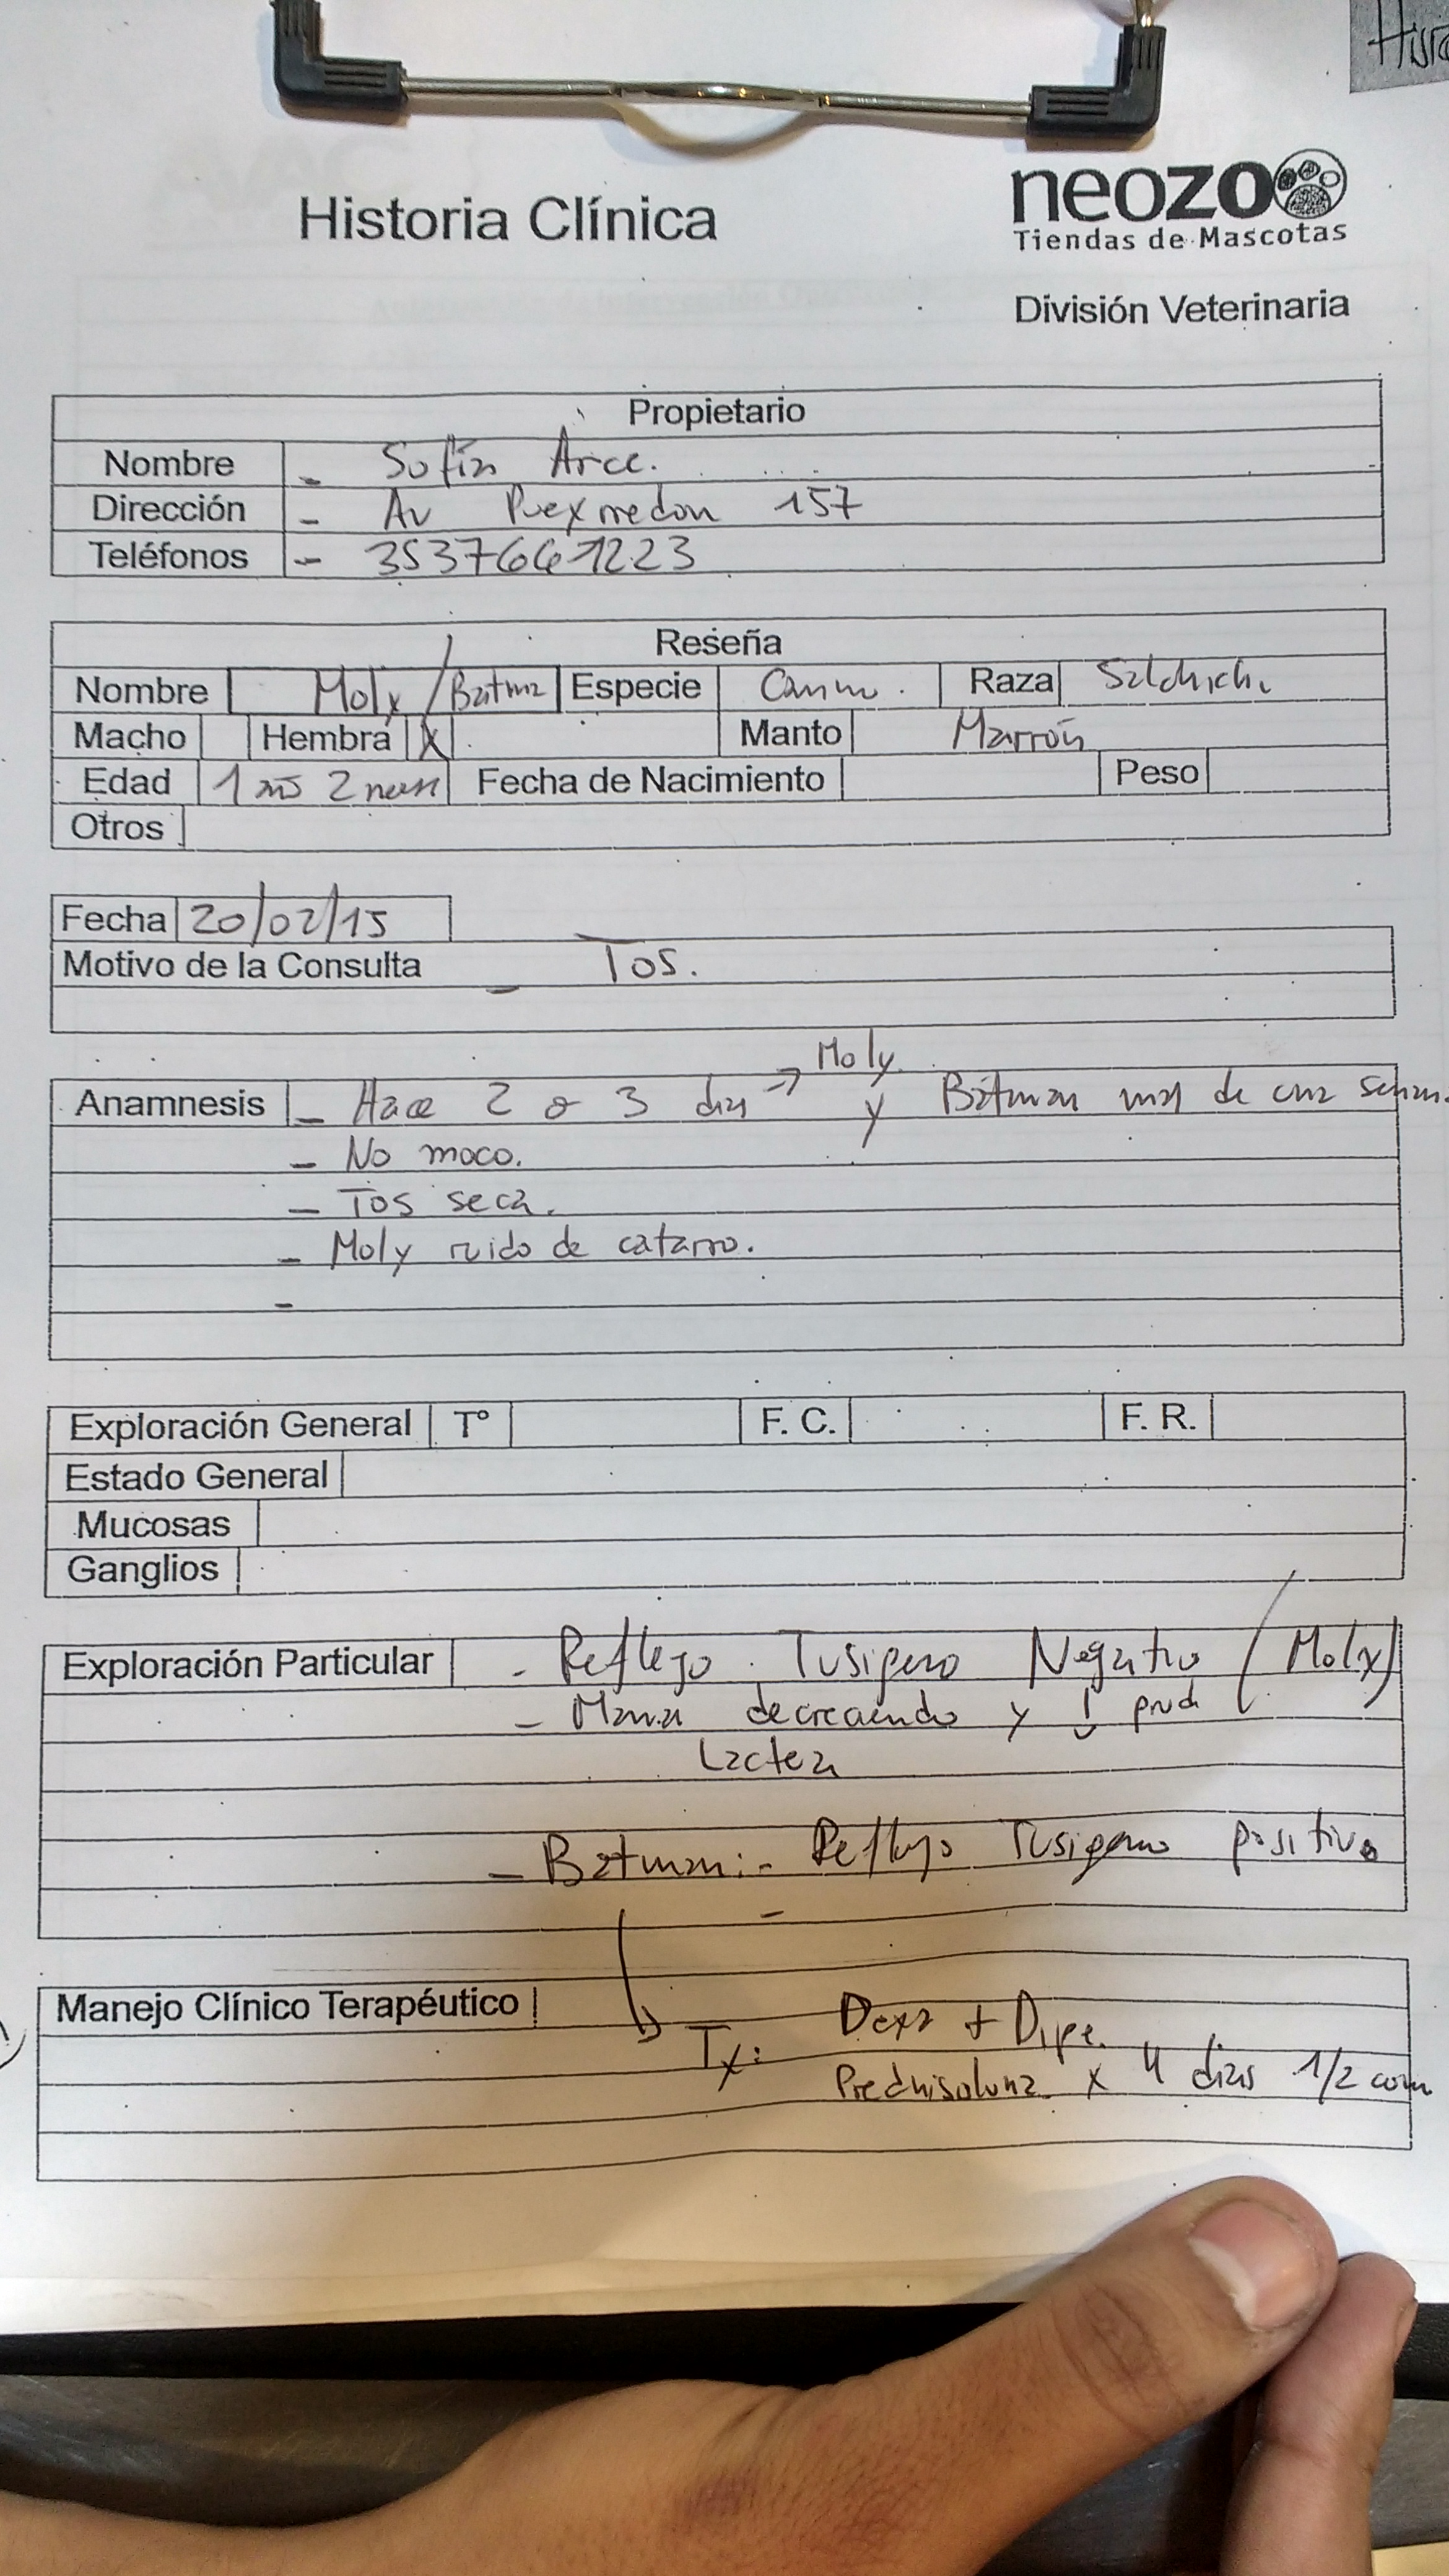 Hist
Historia Clínica
neozoo
Tiendas de Mascotas
División Veterinaria
Propietario
Nombre - Sofia Arce.
Dirección - Av Pueyrredon 157
Teléfonos - 35376461223
Reseña
Nombre Moly / Batman Especie Canino. Raza Salchicha
Macho Hembra X Manto Marrón
Edad 1 año 2 meses Fecha de Nacimiento Peso
Otros
Fecha 20/02/15
Motivo de la Consulta - Tos.
Moly
Anamnesis - Hace 2 o 3 dias → y Batman mas de una seman
- No moco.
- Tos seca.
- Moly ruido de catarro.
-
Exploración General T° F. C. F. R.
Estado General
Mucosas
Ganglios
Exploración Particular - Reflejo Tusigeno Negativo (Moly)
- Mamas decreciendo y ↓ prod
Lactea
- Batman: - Reflejo Tusigeno positivo
-
Manejo Clínico Terapéutico
Tx: Dexa + Dipe.
Prednisolona x 4 dias 1/2 com